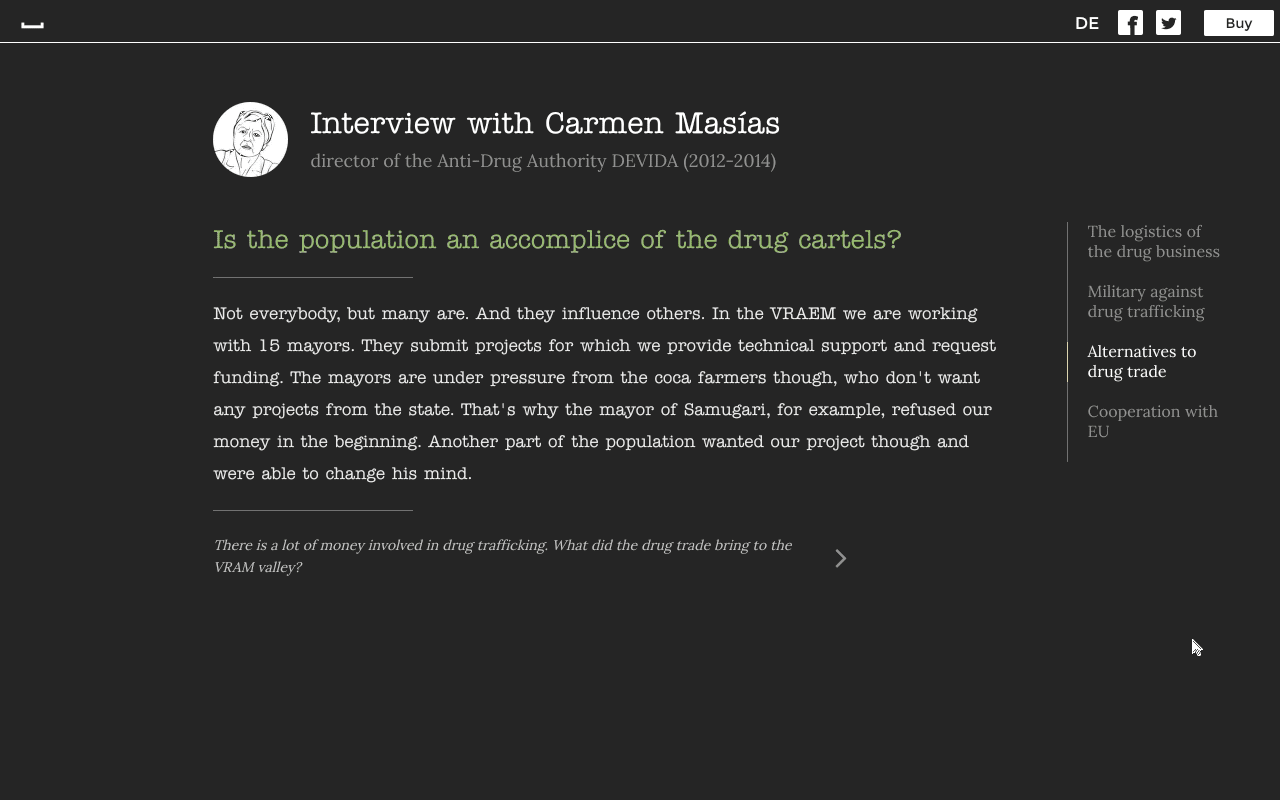 DE
Buy
Interview with Carmen Masías
director of the Anti-Drug Authority DEVIDA (2012-2014)
Is the population an accomplice of the drug cartels?
Not everybody, but many are. And they influence others. In the VRAEM we are working
with 15 mayors. They submit projects for which we provide technical support and request
funding. The mayors are under pressure from the coca farmers though, who don't want
any projects from the state. That's why the mayor of Samugari, for example, refused our
money in the beginning. Another part of the population wanted our project though and
were able to change his mind.
There is a lot of money involved in drug trafficking. What did the drug trade bring to the
VRAM valley?
The logistics of
the drug business
Military against
drug trafficking
Alternatives to
drug trade
Cooperation with
EU